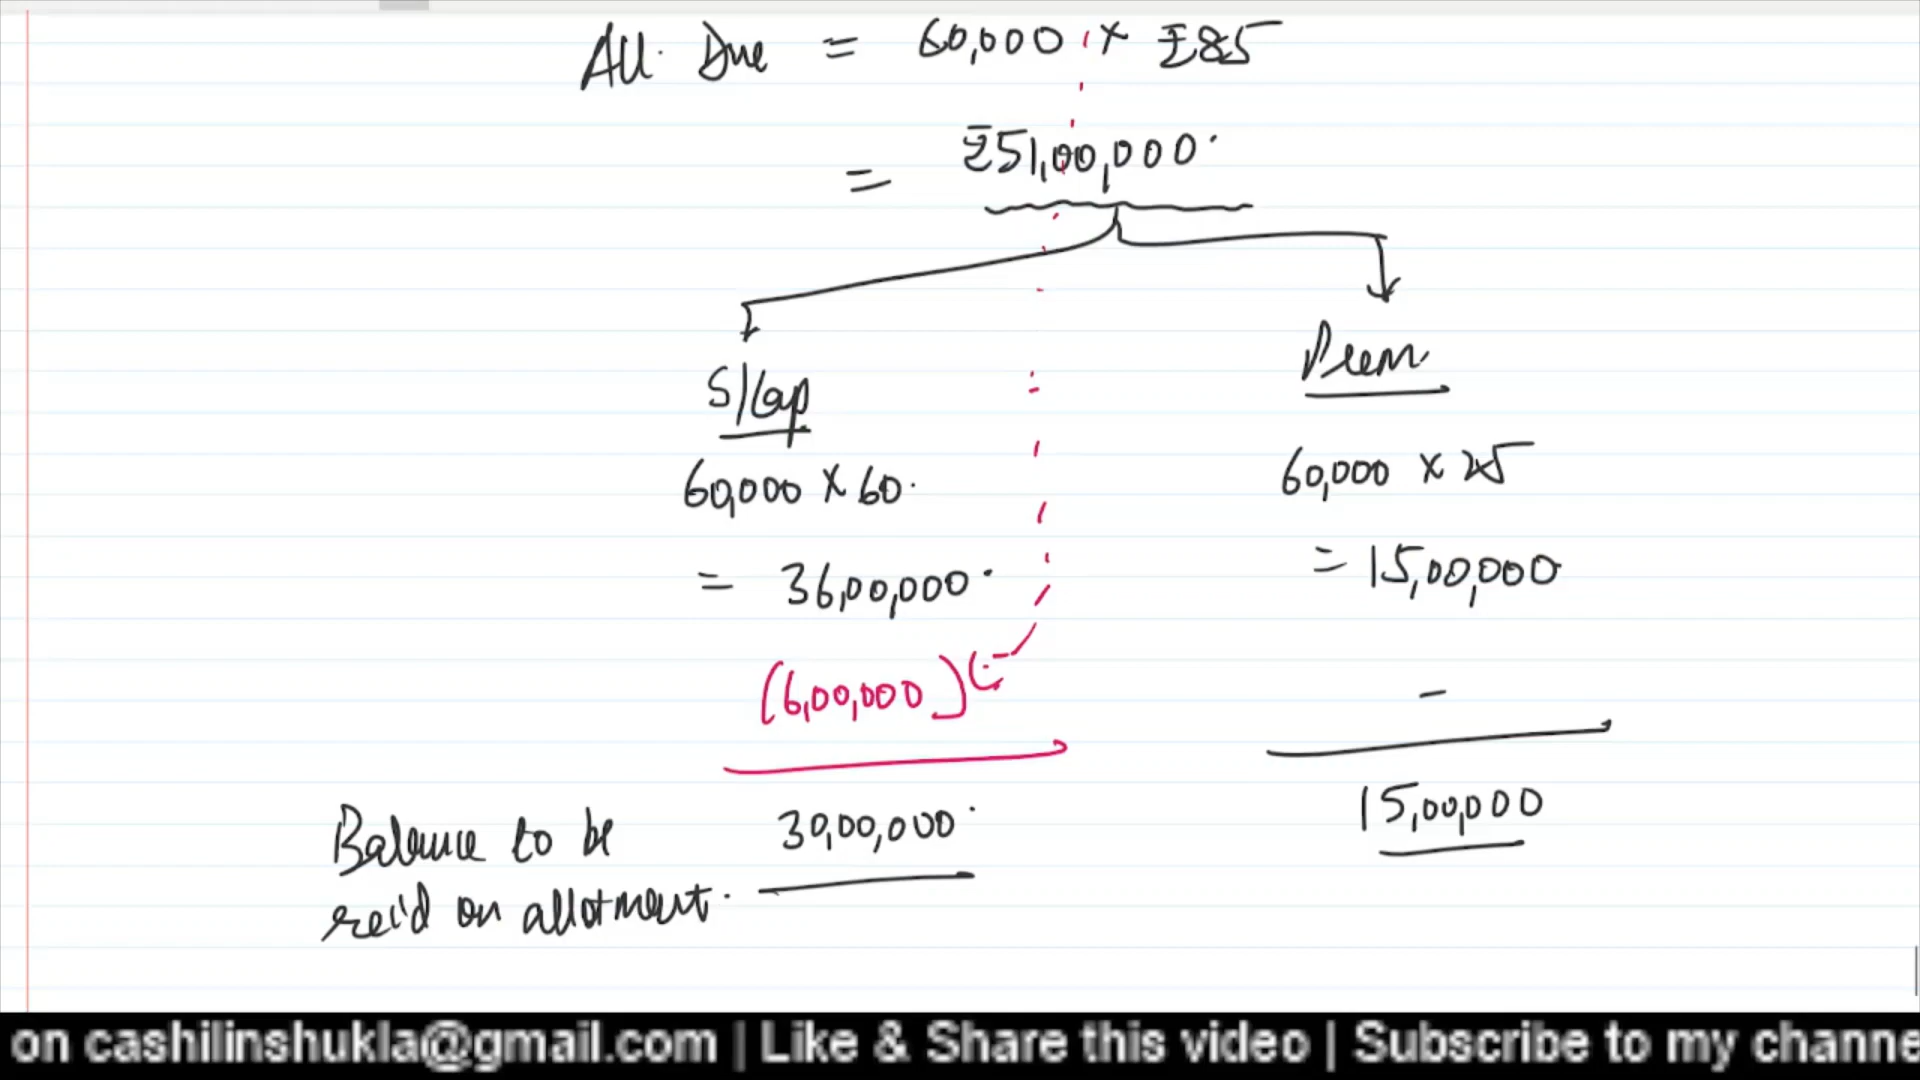 All. Due = 60,000 × ₹85
= ₹51,00,000.
S/Cap
Prem
60,000 × 60.
60,000 × 25
= 36,00,000.
= 15,00,000
(6,00,000)
-
Balance to be
rec'd on allotment.
30,00,000.
15,00,000
on cashilinshukla@gmail.com | Like & Share this video | Subscribe to my channe